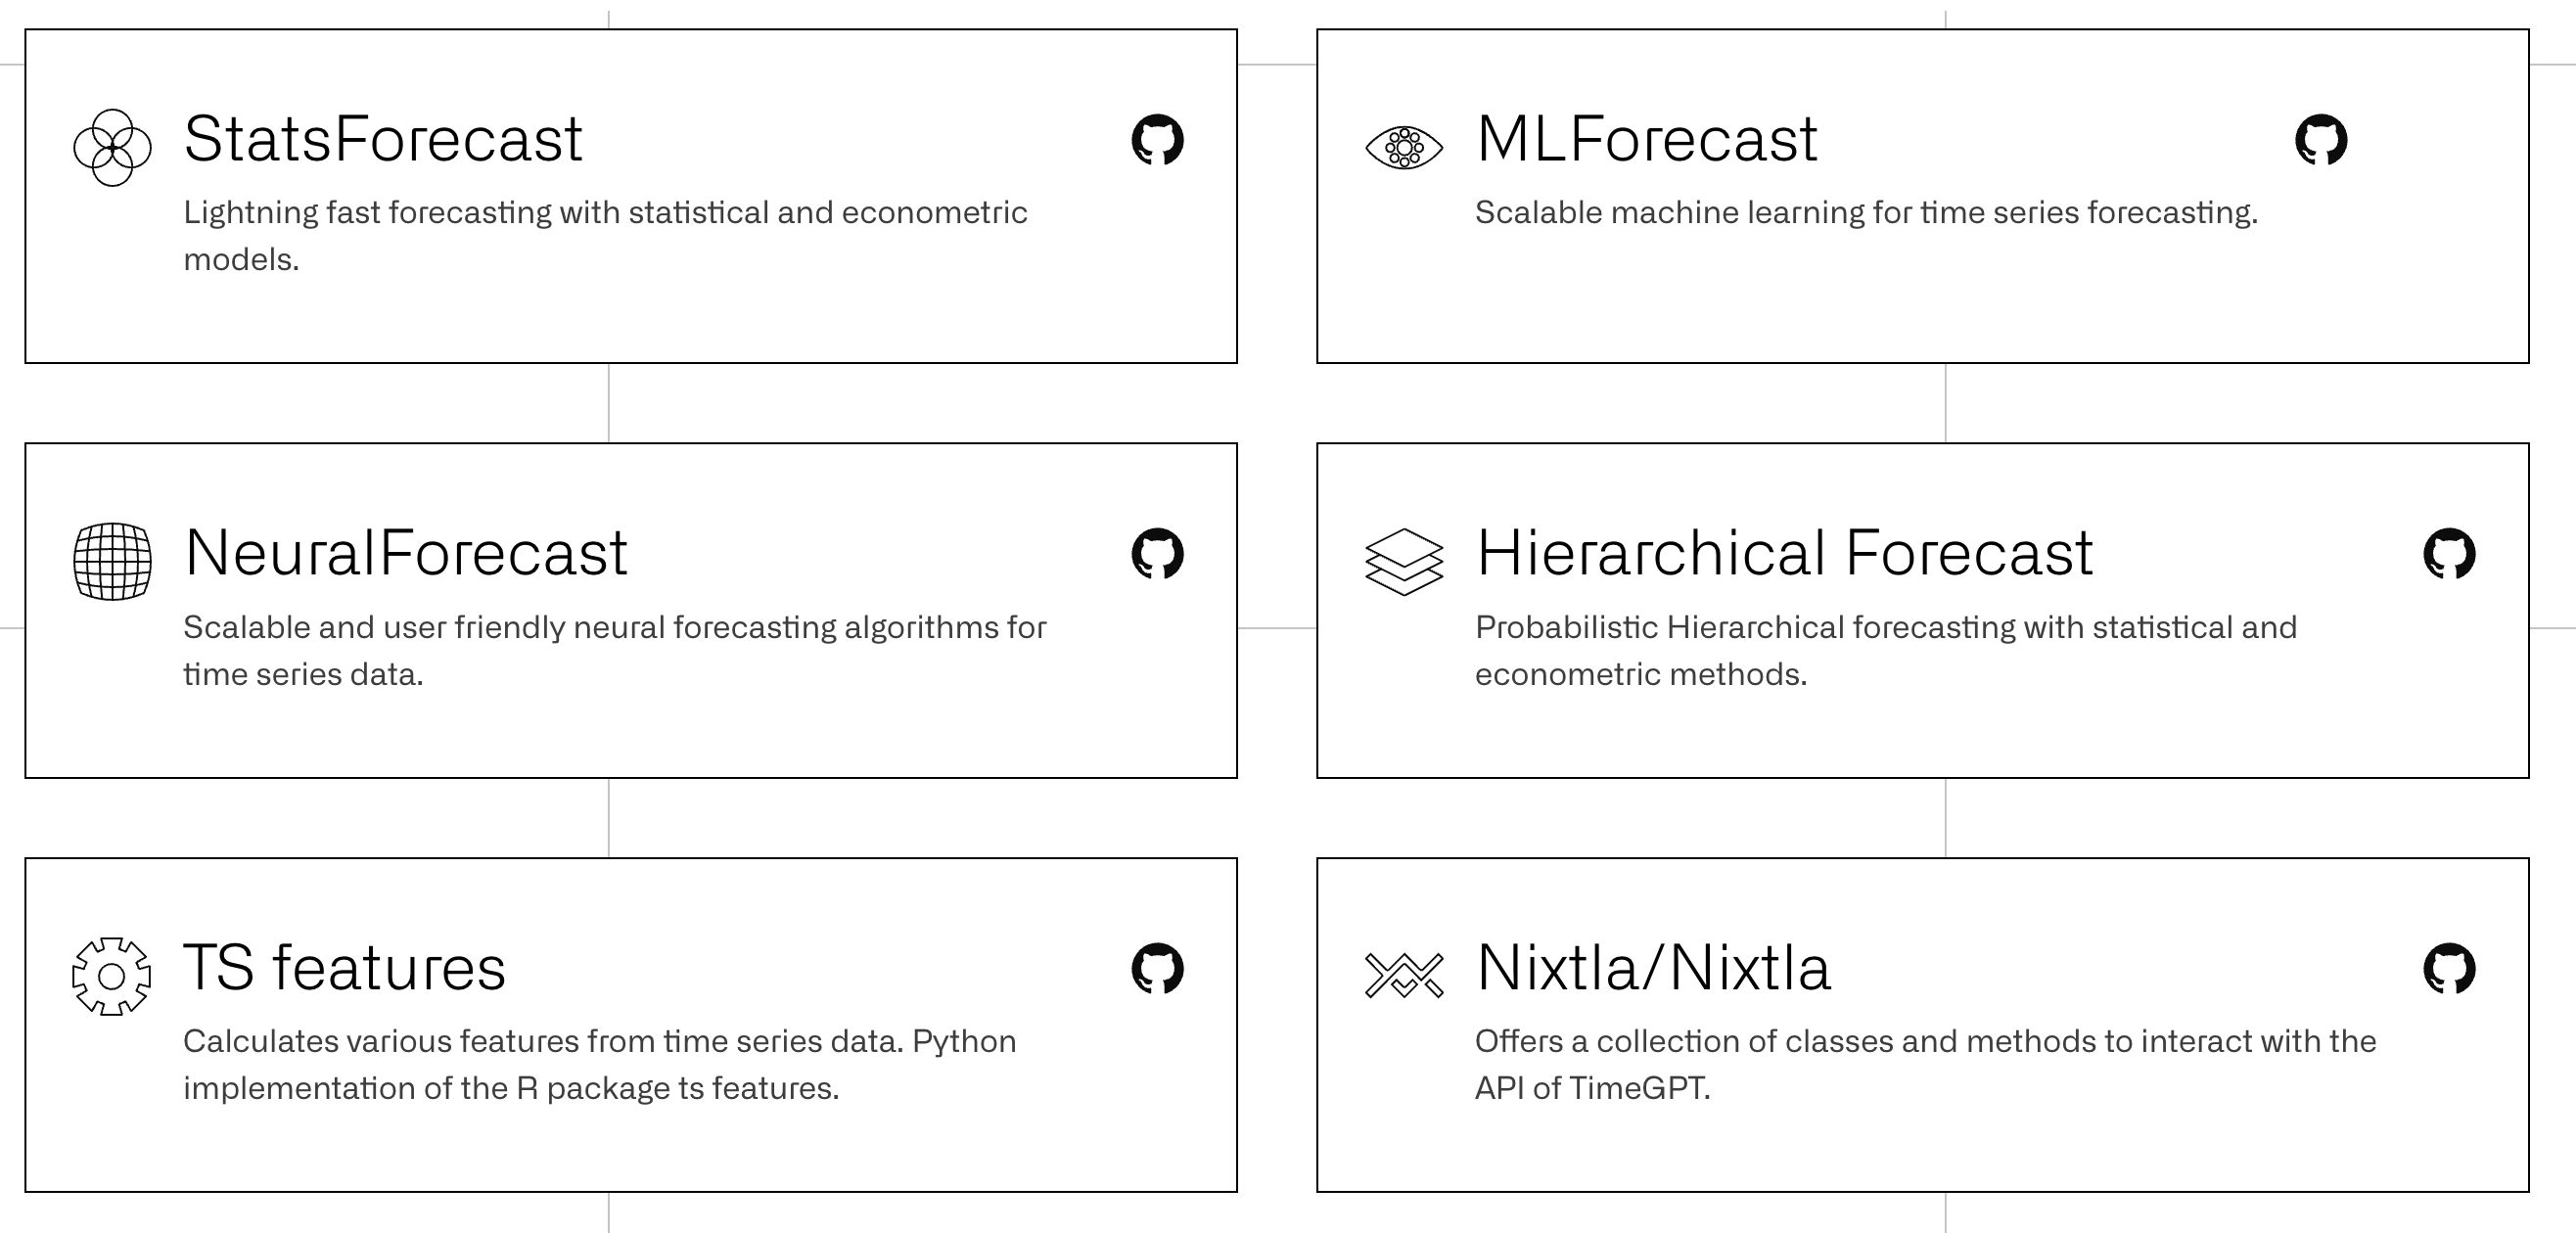 StatsForecast
Lightning fast forecasting with statistical and econometric
models.
MLForecast
Scalable machine learning for time series forecasting.
NeuralForecast
Scalable and user friendly neural forecasting algorithms for
time series data.
Hierarchical Forecast
Probabilistic Hierarchical forecasting with statistical and
econometric methods.
TS features
Calculates various features from time series data. Python
implementation of the R package ts features.
Nixtla/Nixtla
Offers a collection of classes and methods to interact with the
API of TimeGPT.